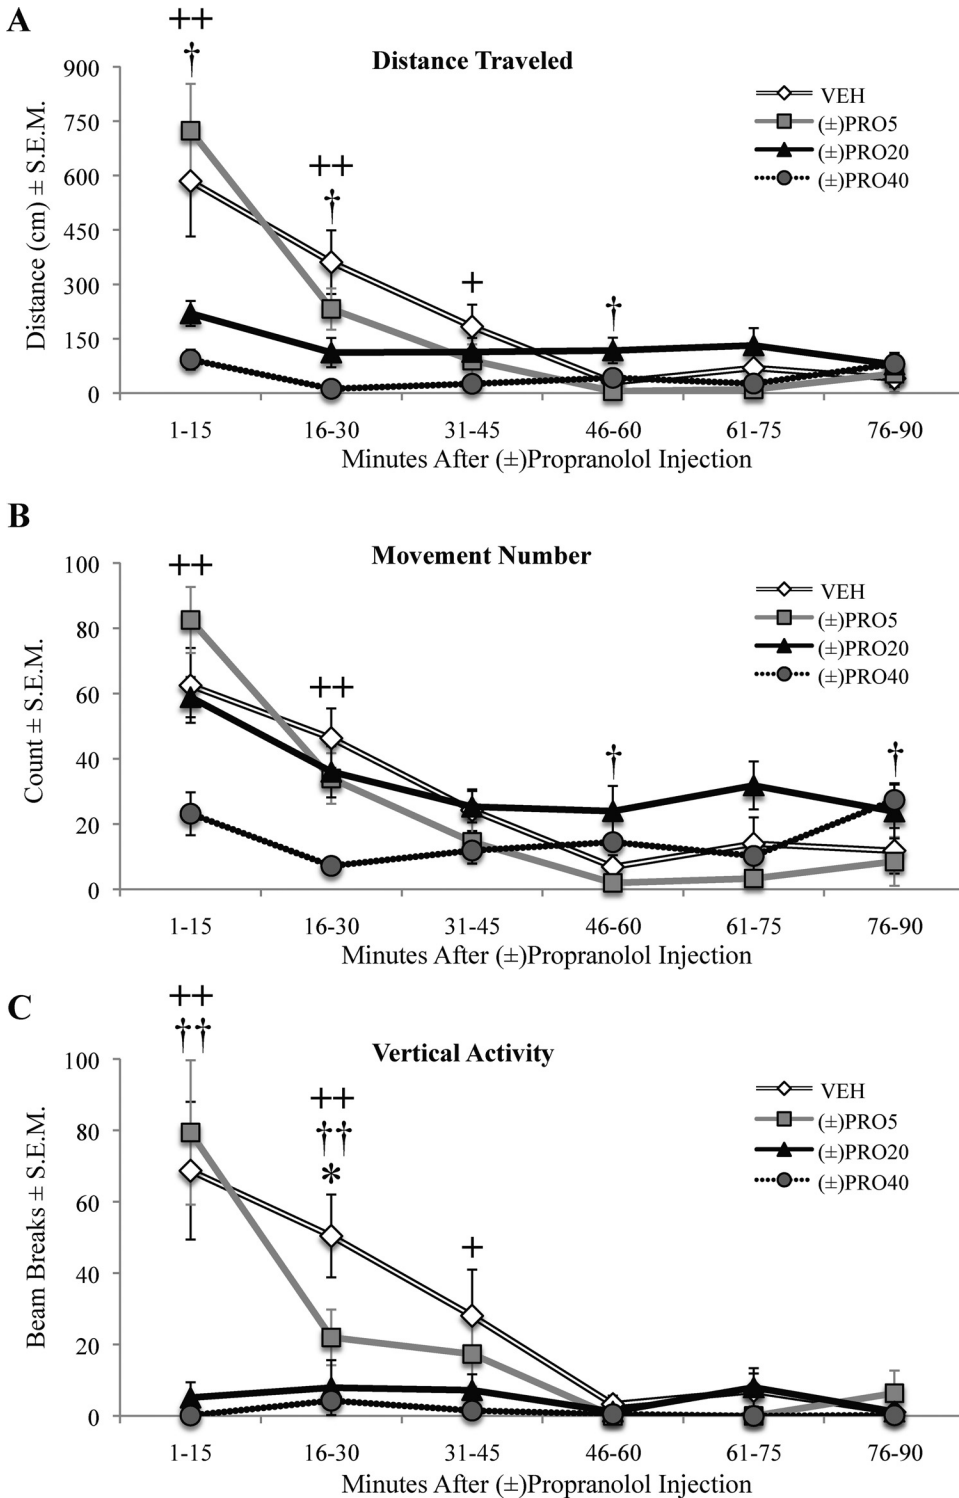 A
++
†
Distance Traveled
900
750
600
450
300
150
0
Distance (cm) ± S.E.M.
++
†
+
†
VEH
(±)PRO5
(±)PRO20
(±)PRO40
1-15 16-30 31-45 46-60 61-75 76-90
Minutes After (±)Propranolol Injection
B
Movement Number
100
80
60
40
20
0
Count ± S.E.M.
++
++
†
†
VEH
(±)PRO5
(±)PRO20
(±)PRO40
1-15 16-30 31-45 46-60 61-75 76-90
Minutes After (±)Propranolol Injection
C
++
††
Vertical Activity
100
80
60
40
20
0
Beam Breaks ± S.E.M.
++
††
*
+
VEH
(±)PRO5
(±)PRO20
(±)PRO40
1-15 16-30 31-45 46-60 61-75 76-90
Minutes After (±)Propranolol Injection